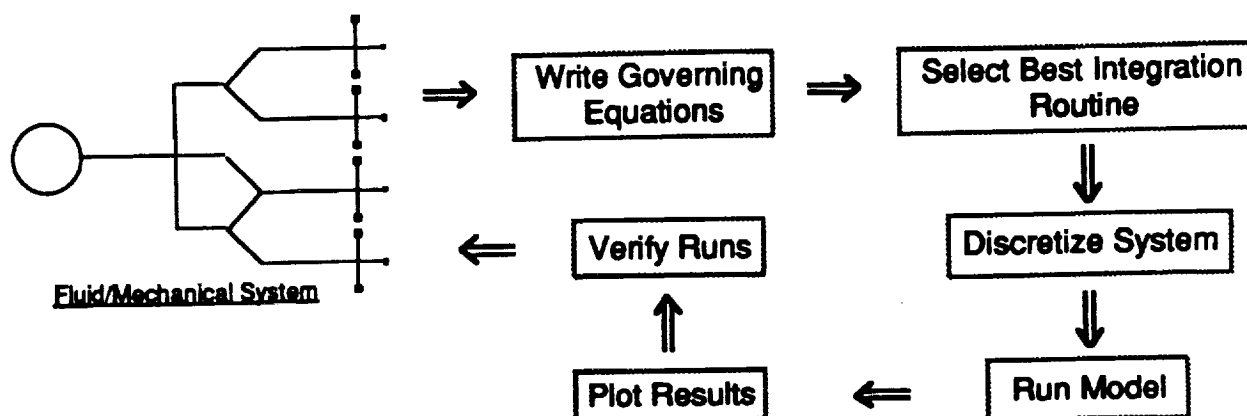 Write Governing
Equations
Select Best Integration
Routine
Fluid/Mechanical System
Verify Runs
Discretize System
Plot Results
Run Model